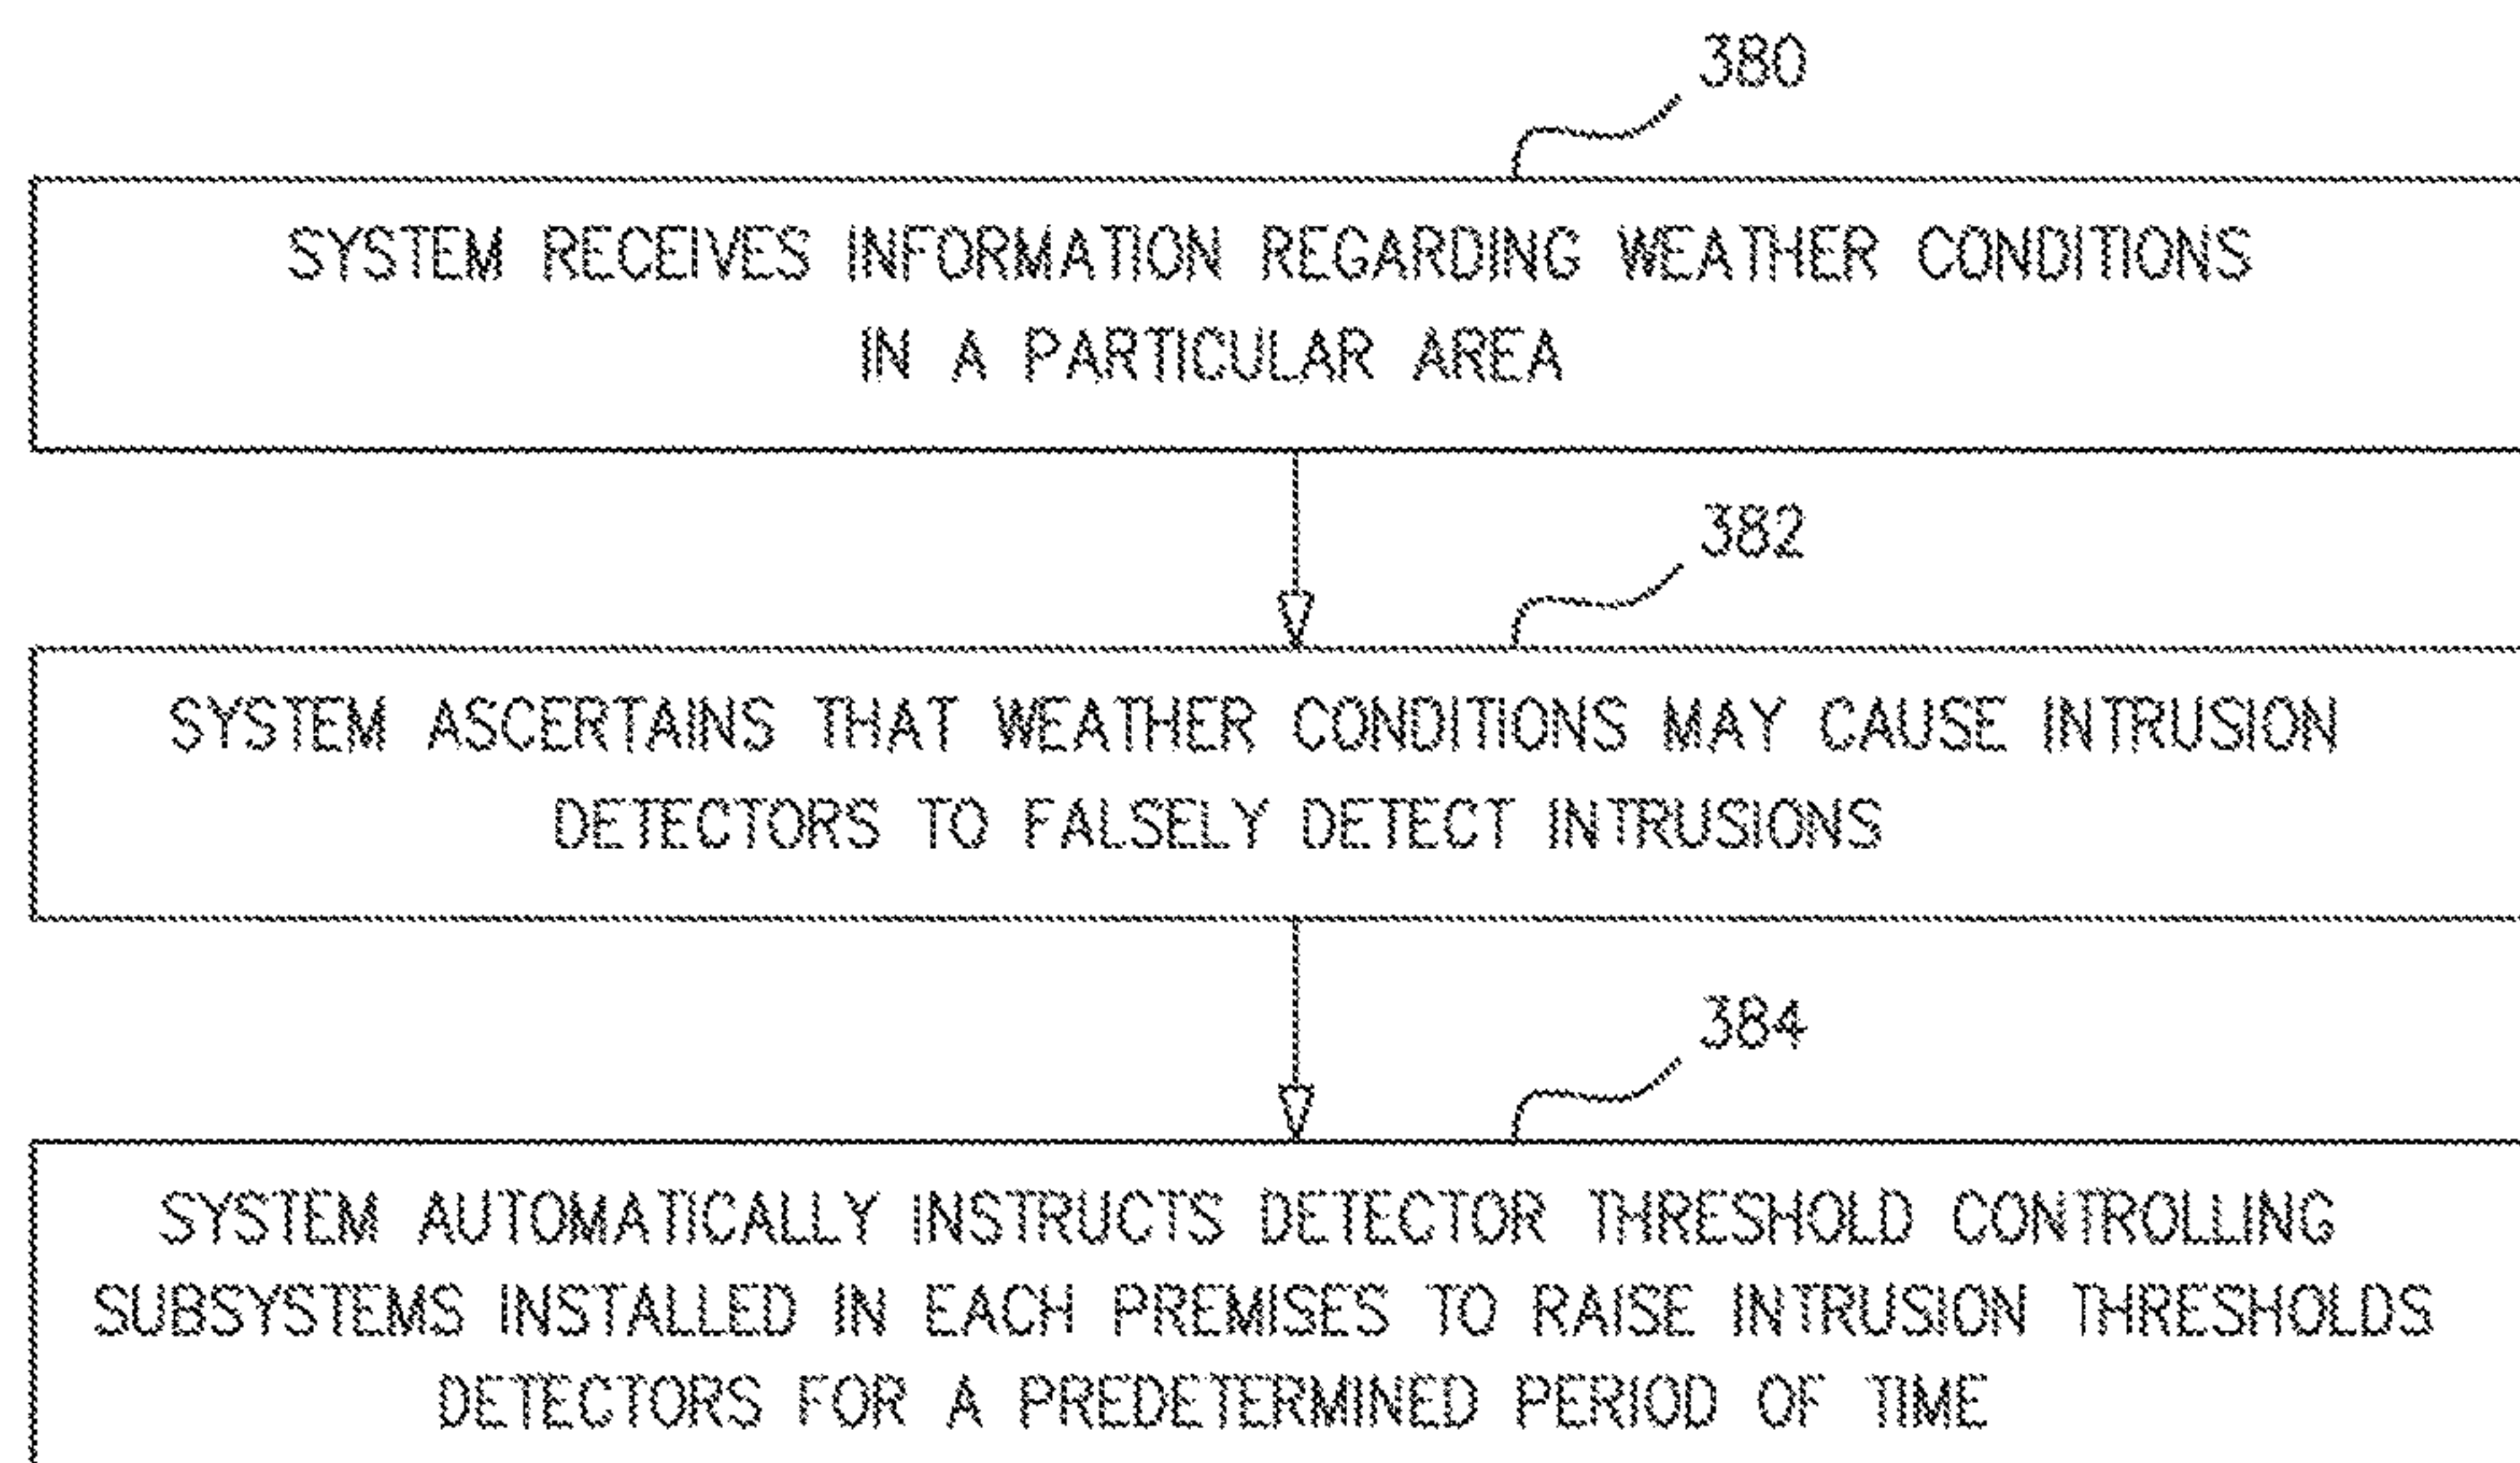 380
SYSTEM RECEIVES INFORMATION REGARDING WEATHER CONDITIONS
IN A PARTICULAR AREA
382
SYSTEM ASCERTAINS THAT WEATHER CONDITIONS MAY CAUSE INTRUSION
DETECTORS TO FALSELY DETECT INTRUSIONS
384
SYSTEM AUTOMATICALLY INSTRUCTS DETECTOR THRESHOLD CONTROLLING
SUBSYSTEMS INSTALLED IN EACH PREMISES TO RAISE INTRUSION THRESHOLDS
DETECTORS FOR A PREDETERMINED PERIOD OF TIME